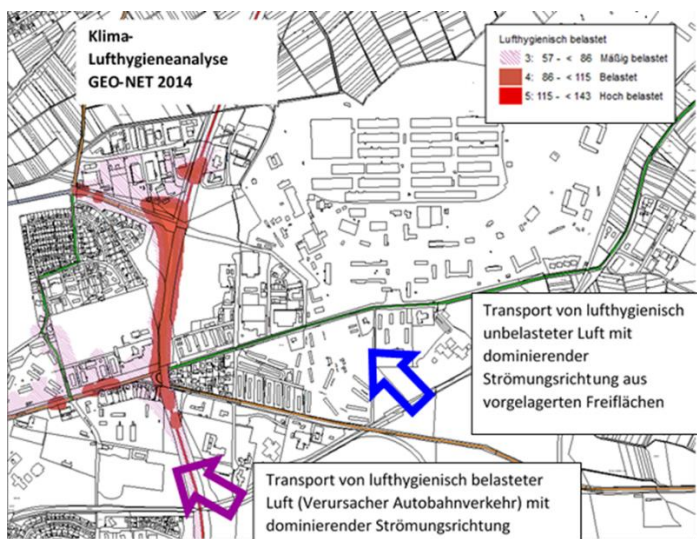 Klima-
Lufthygieneanalyse
GEO-NET 2014
Lufthygienisch belastet
3: 57 - < 86 Mäßig belastet
4: 86 - < 115 Belastet
5: 115 - < 143 Hoch belastet
Transport von lufthygienisch
unbelasteter Luft mit
dominierender
Strömungsrichtung aus
vorgelagerten Freiflächen
Transport von lufthygienisch belasteter
Luft (Verursacher Autobahnverkehr) mit
dominierender Strömungsrichtung